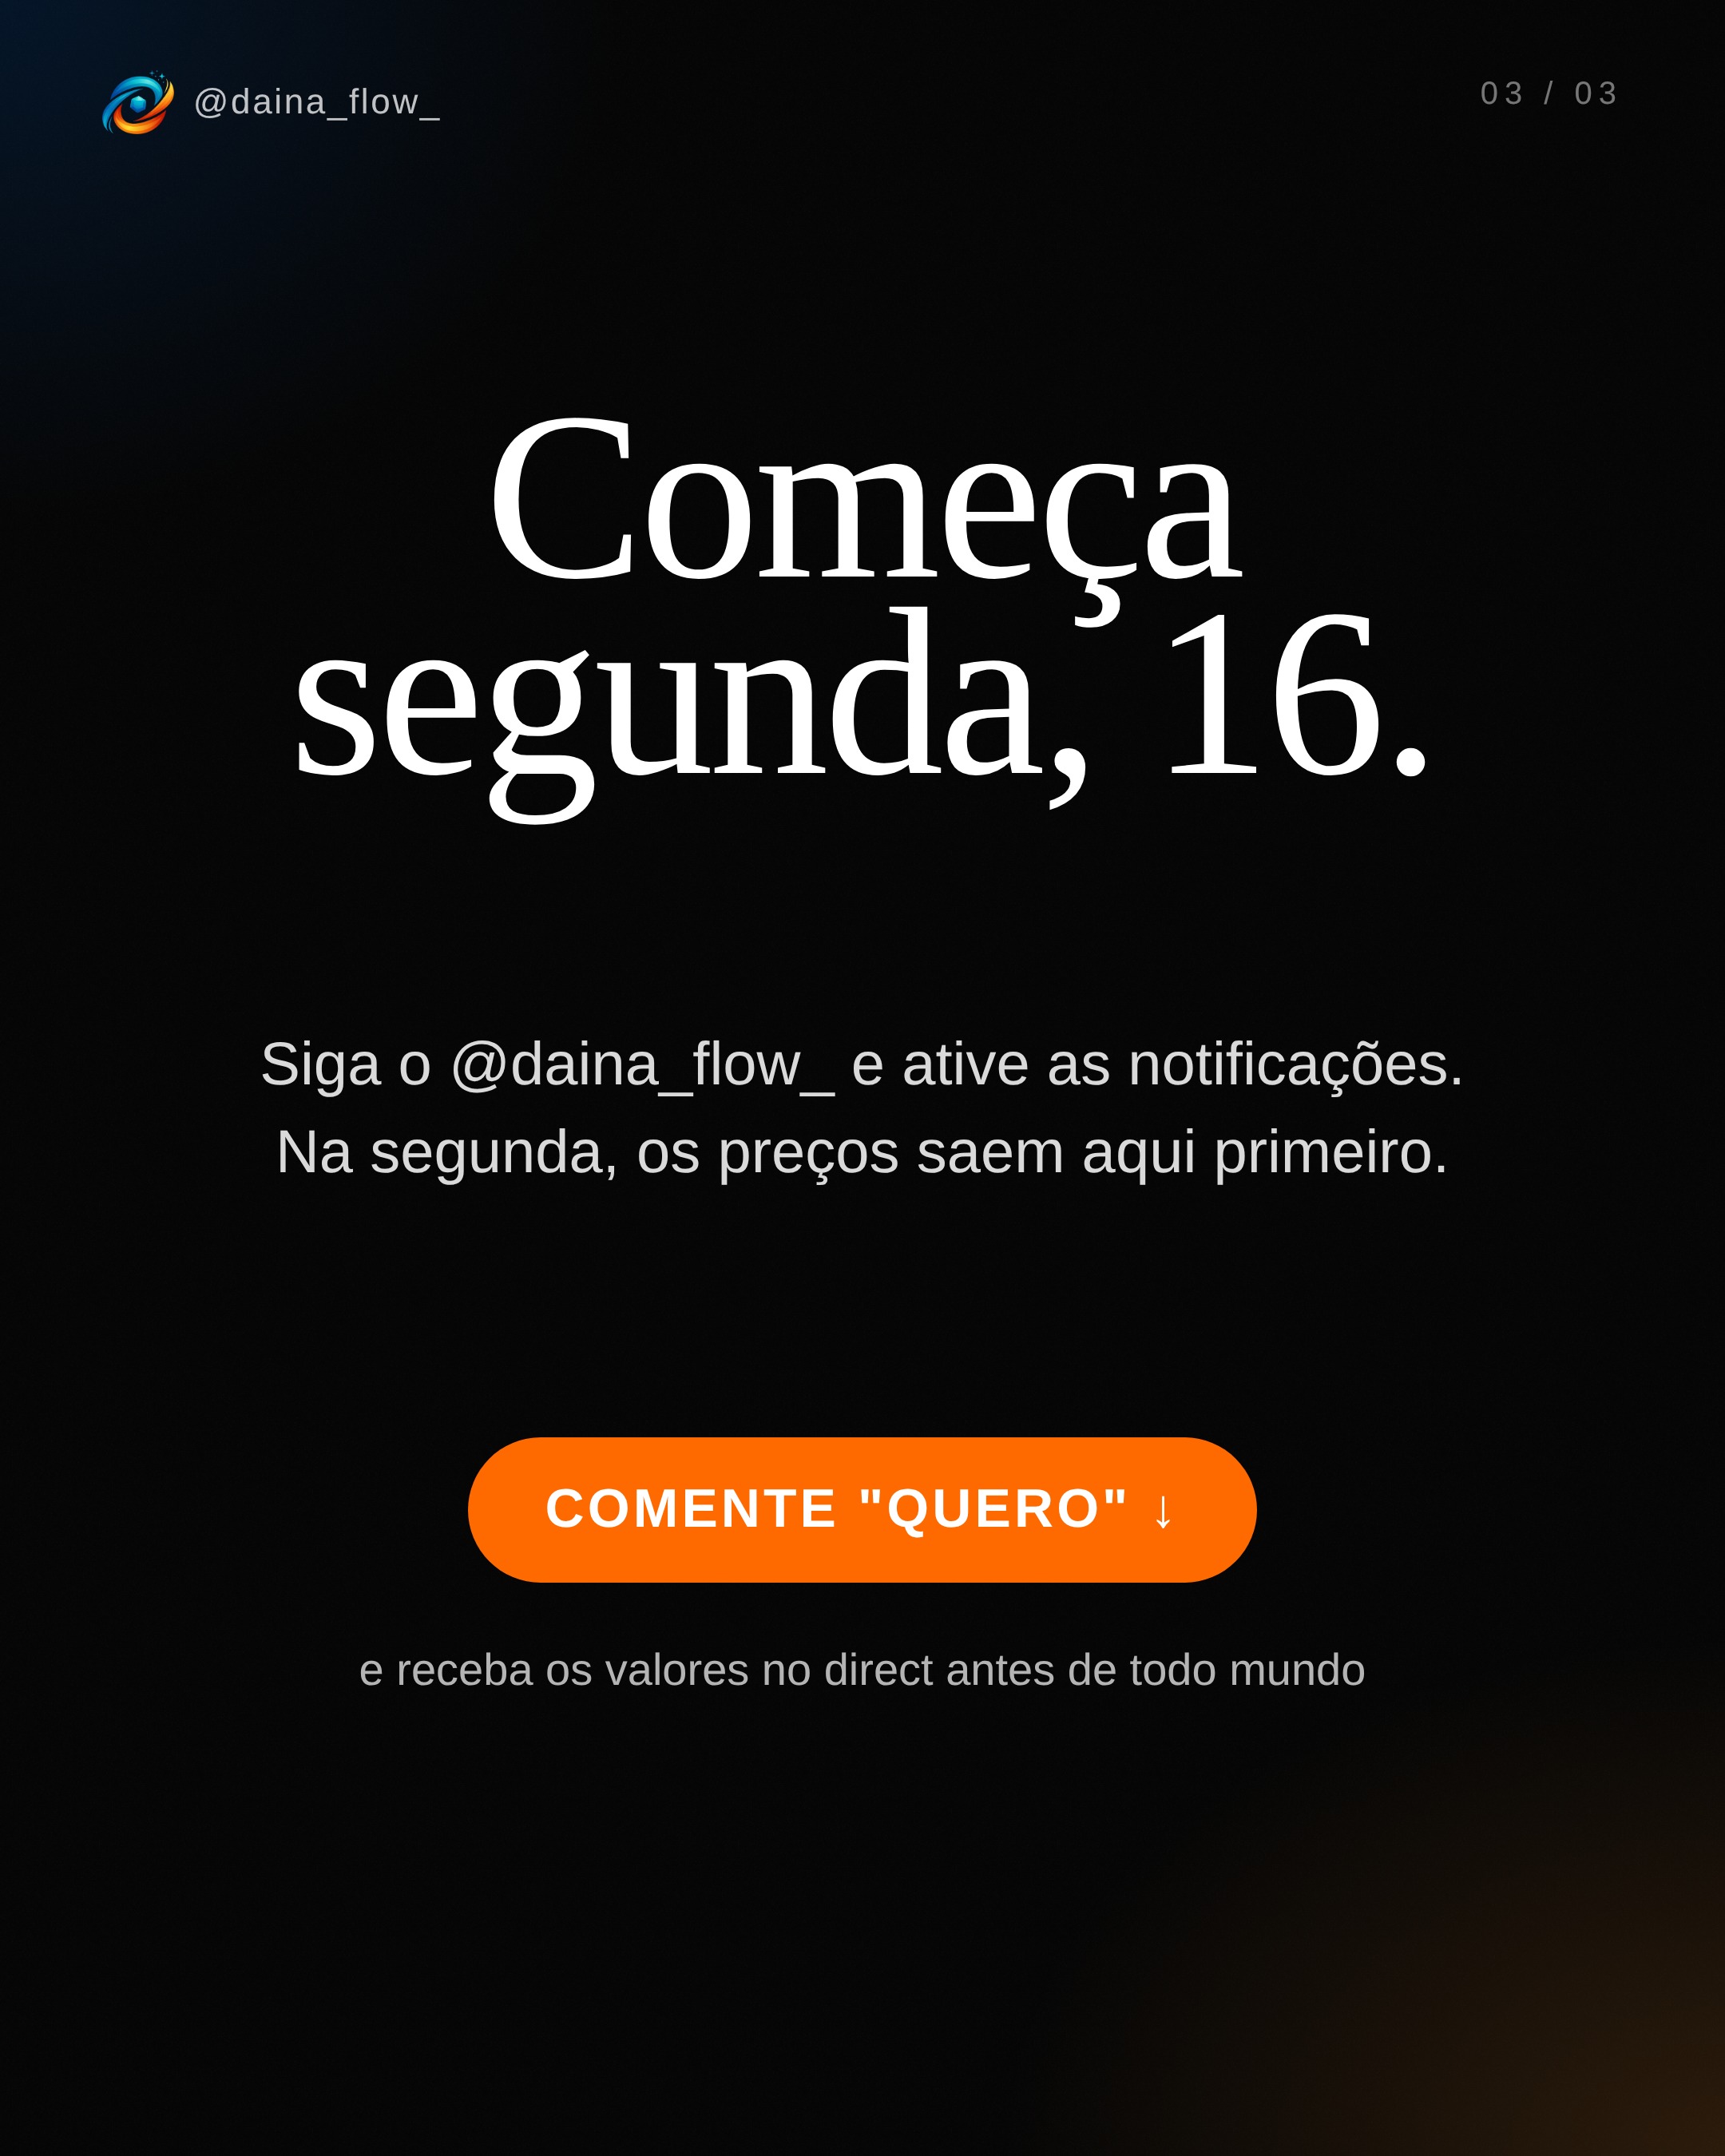 @daina_flow_
03 / 03
Começa
segunda, 16.
Siga o @daina_flow_ e ative as notificações.
Na segunda, os preços saem aqui primeiro.
COMENTE "QUERO" ↓
e receba os valores no direct antes de todo mundo